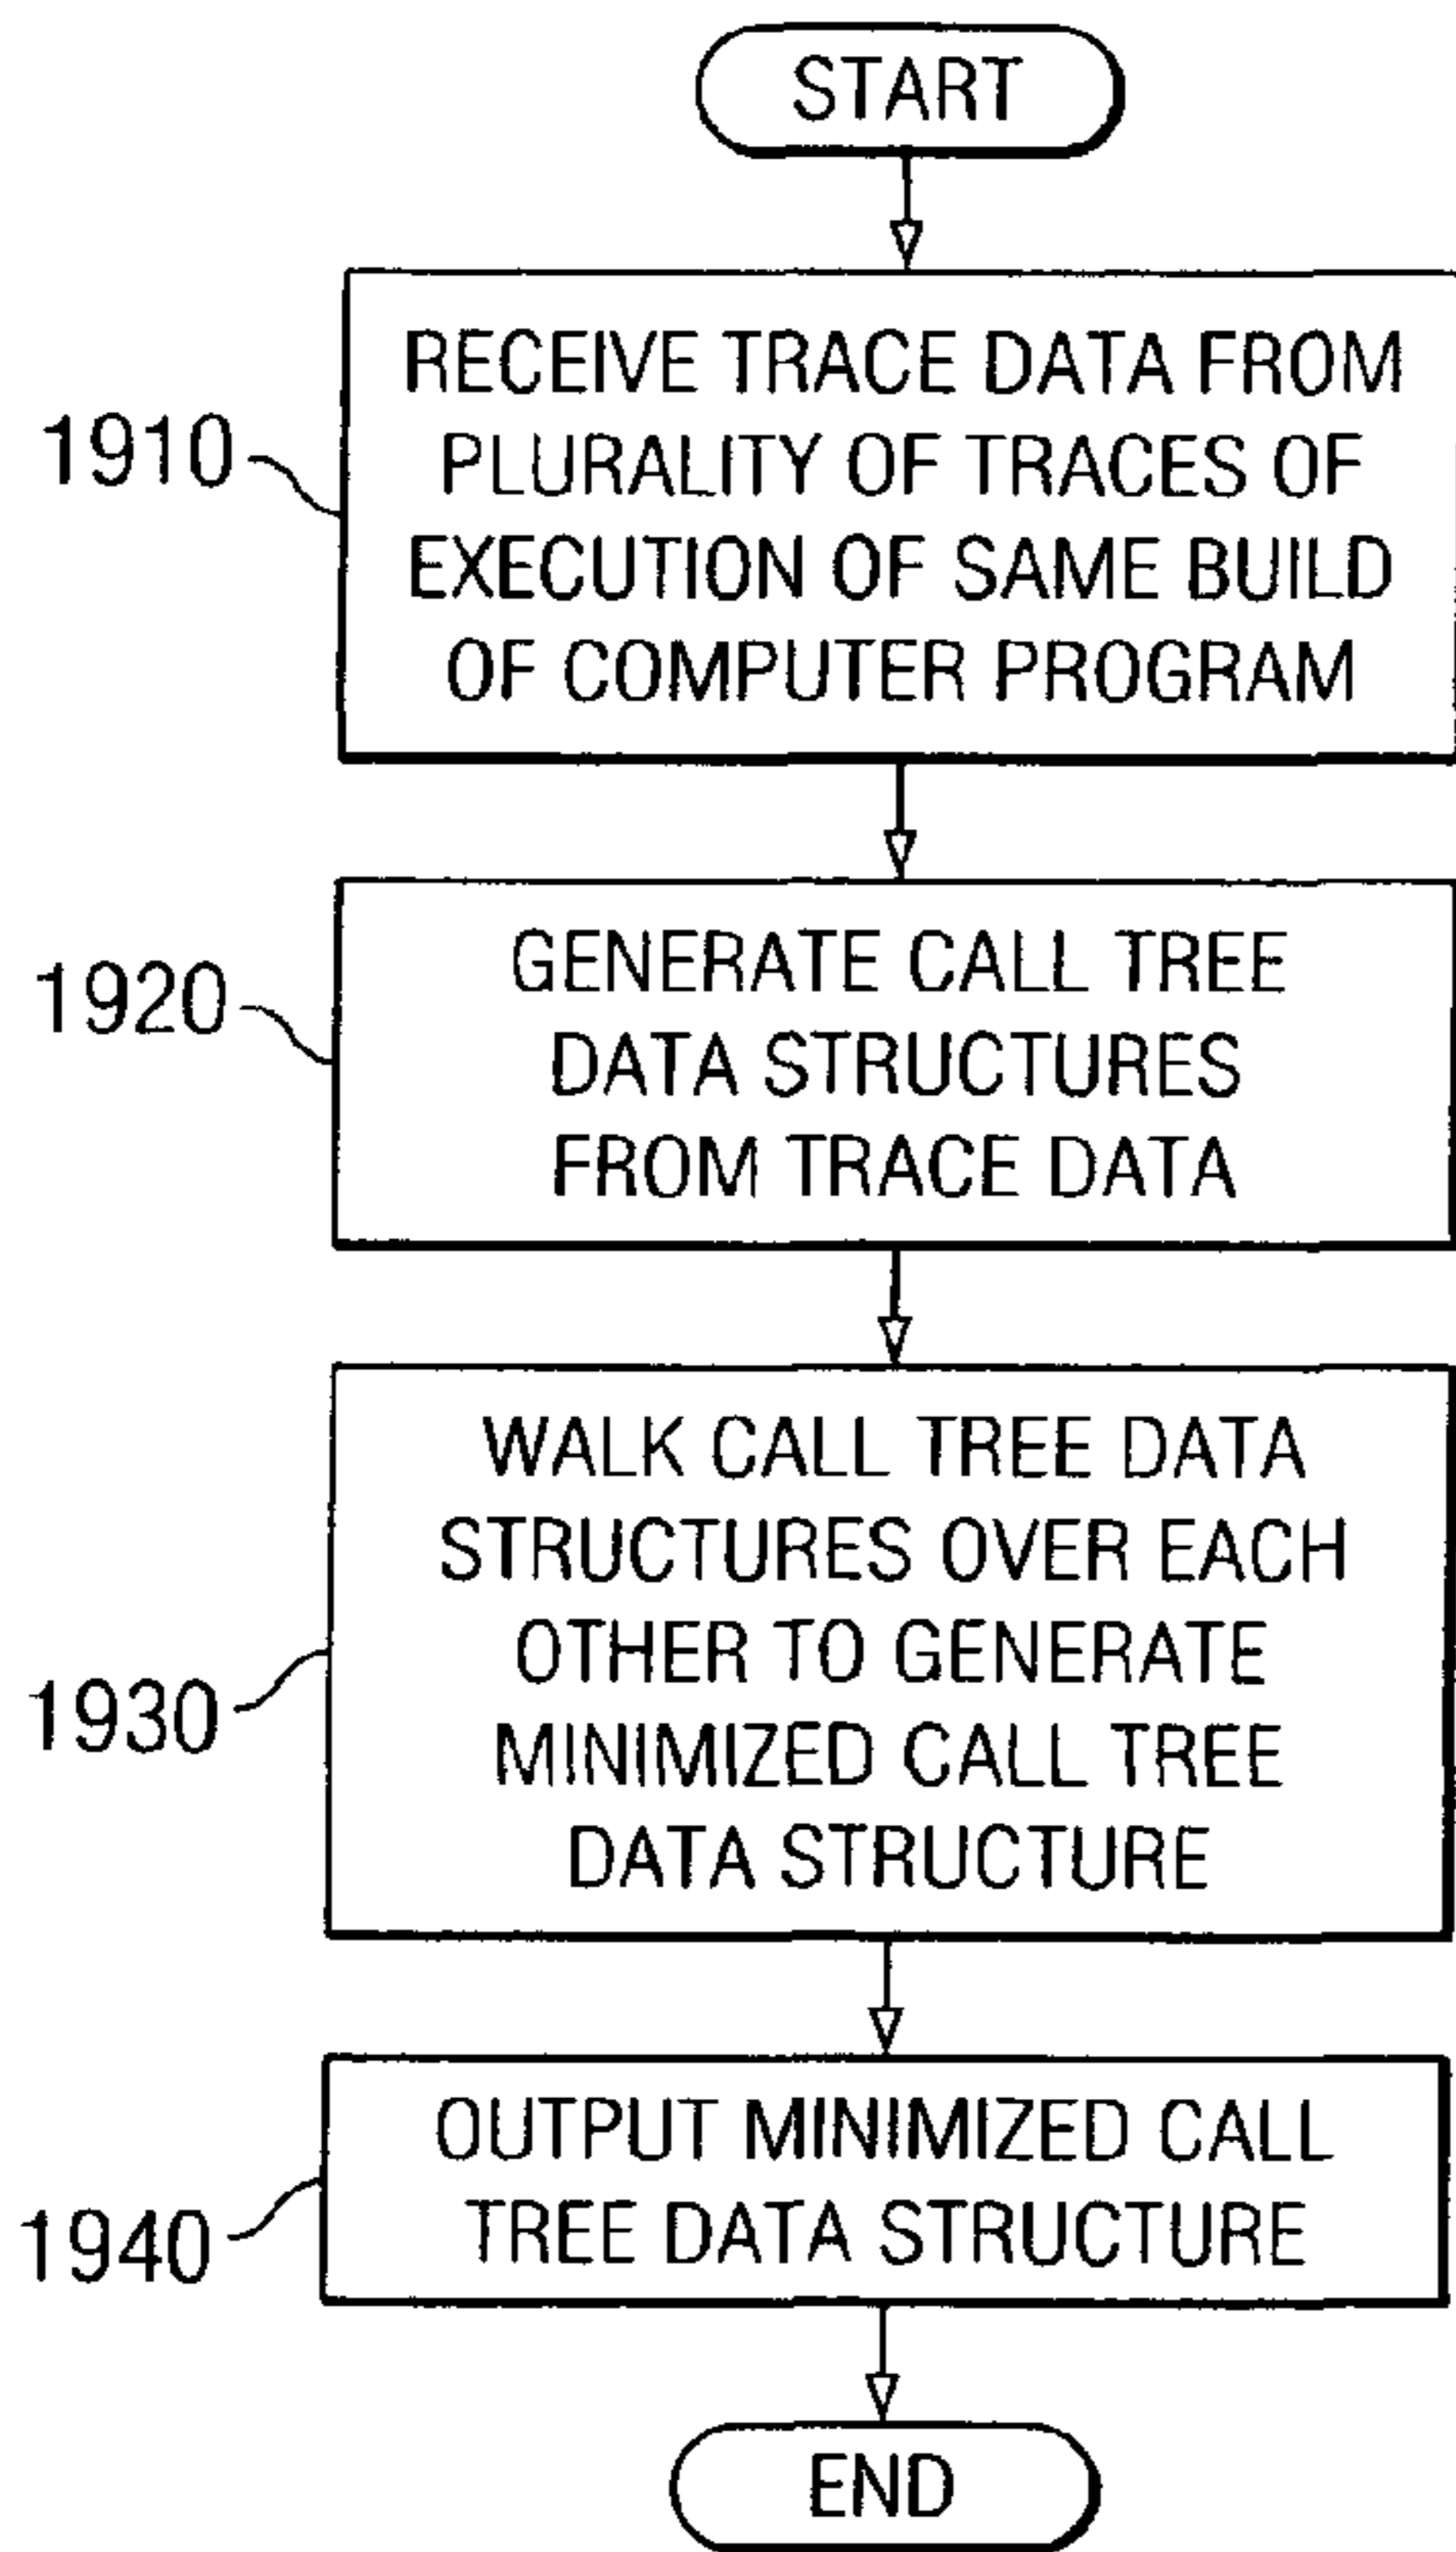 START
1910
RECEIVE TRACE DATA FROM
PLURALITY OF TRACES OF
EXECUTION OF SAME BUILD
OF COMPUTER PROGRAM
1920
GENERATE CALL TREE
DATA STRUCTURES
FROM TRACE DATA
1930
WALK CALL TREE DATA
STRUCTURES OVER EACH
OTHER TO GENERATE
MINIMIZED CALL TREE
DATA STRUCTURE
1940
OUTPUT MINIMIZED CALL
TREE DATA STRUCTURE
END